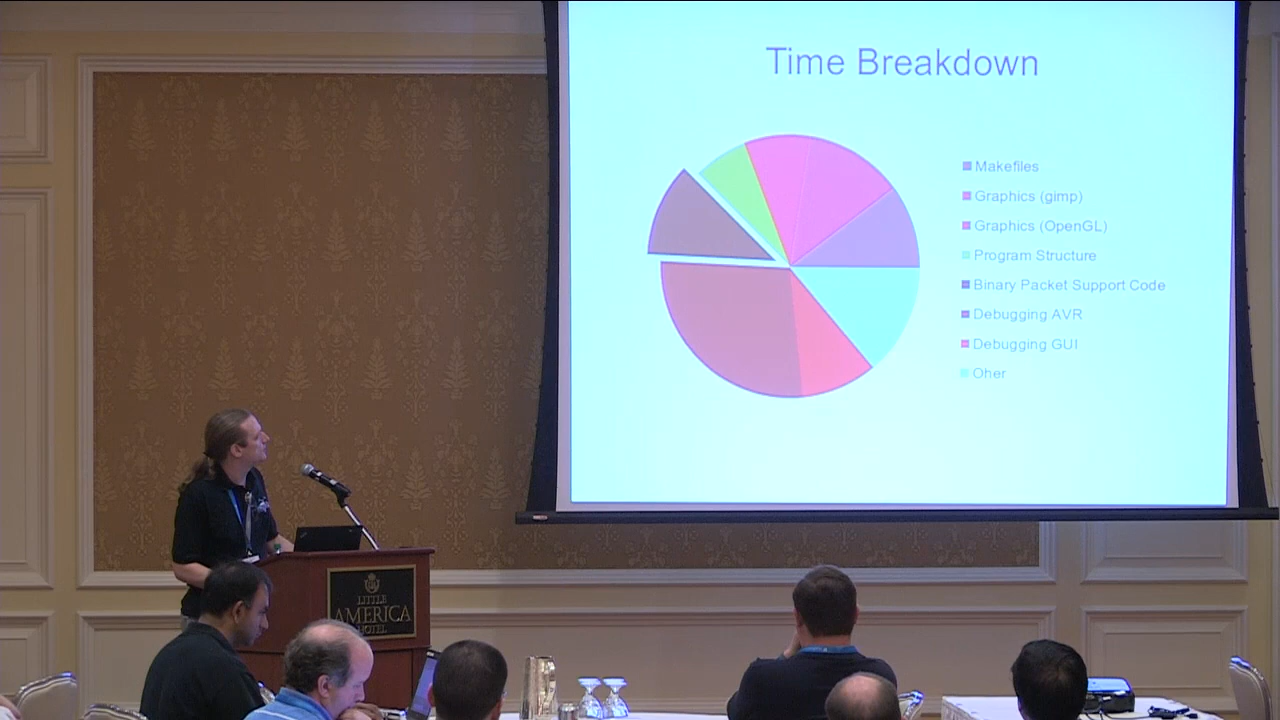 Time Breakdown
Makefiles
Graphics (gimp)
Graphics (OpenGL)
Program Structure
Binary Packet Support Code
Debugging AVR
Debugging GUI
Oher
LITTLE
AMERICA
HOTEL